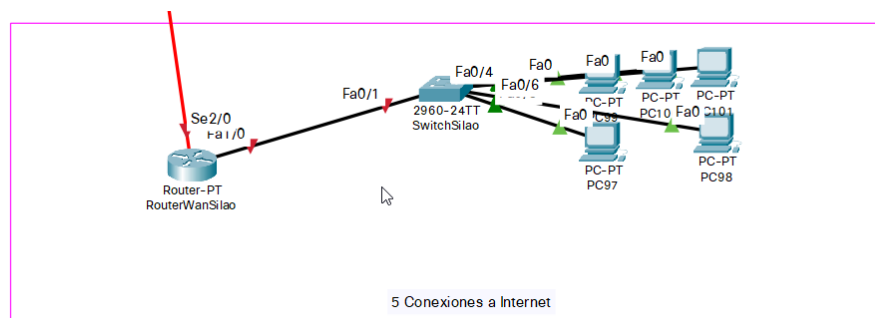 Fa0/4
Fa0
Fa0
Fa0
Fa0/1
Fa0/6
2960-24TT
SwitchSilao
PC-PT
PC-PT
PC10
PC-PT
C101
Se2/0
Fa1/0
Fa0
Fa0
Router-PT
RouterWanSilao
PC-PT
PC97
PC-PT
PC98
5 Conexiones a Internet